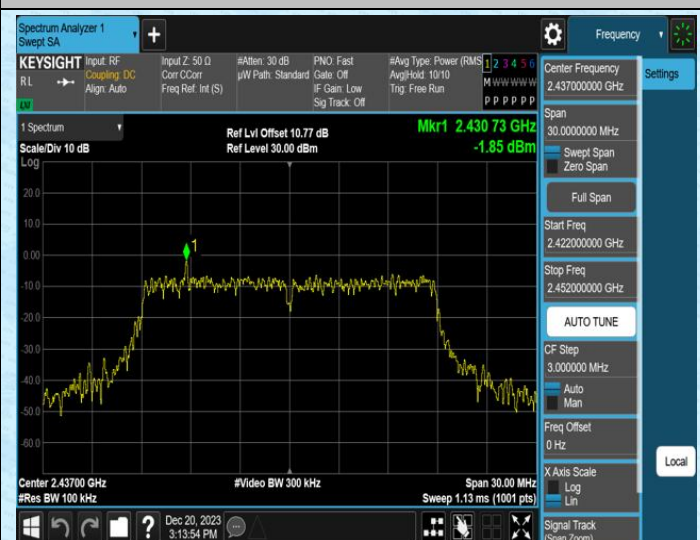 Spectrum Analyzer 1
Swept SA
+
Frequency
KEYSIGHT
R L
LXI
Input: RF
Coupling: DC
Align: Auto
Input Z: 50 Ω
Corr CCorr
Freq Ref: Int (S)
#Atten: 30 dB
µW Path: Standard
PNO: Fast
Gate: Off
IF Gain: Low
Sig Track: Off
#Avg Type: Power (RMS
Avg|Hold: 10/10
Trig: Free Run
1 2 3 4 5 6
M W W W W W
P P P P P P
Settings
1 Spectrum
Scale/Div 10 dB
Log
Ref Lvl Offset 10.77 dB
Ref Level 30.00 dBm
Mkr1 2.430 73 GHz
-1.85 dBm
20.0
10.0
0.00
-10.0
-20.0
-30.0
-40.0
-50.0
-60.0
1
Center 2.43700 GHz
#Res BW 100 kHz
#Video BW 300 kHz
Span 30.00 MHz
Sweep 1.13 ms (1001 pts)
Center Frequency
2.437000000 GHz
Span
30.0000000 MHz
Swept Span
Zero Span
Full Span
Start Freq
2.422000000 GHz
Stop Freq
2.452000000 GHz
AUTO TUNE
CF Step
3.000000 MHz
Auto
Man
Freq Offset
0 Hz
X Axis Scale
Log
Lin
Signal Track
(Span Zoom)
Local
?
Dec 20, 2023
3:13:54 PM